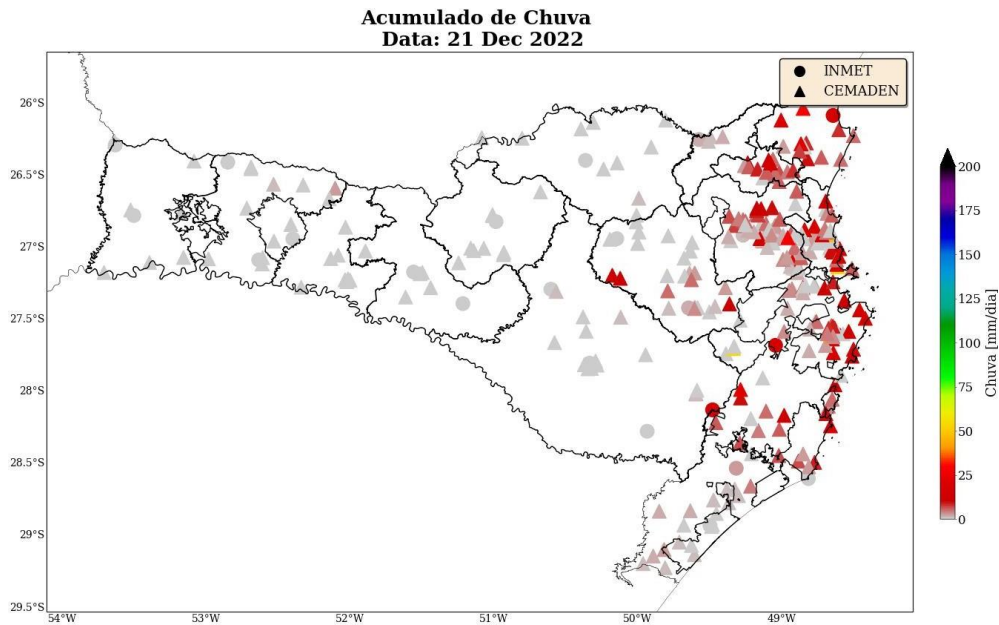 Acumulado de Chuva
Data: 21 Dec 2022
INMET
CEMADEN
26°S
26.5°S
27°S
27.5°S
28°S
28.5°S
29°S
29.5°S
54°W
53°W
52°W
51°W
50°W
49°W
200
175
150
125
100
75
50
25
0
Chuva [mm/dia]